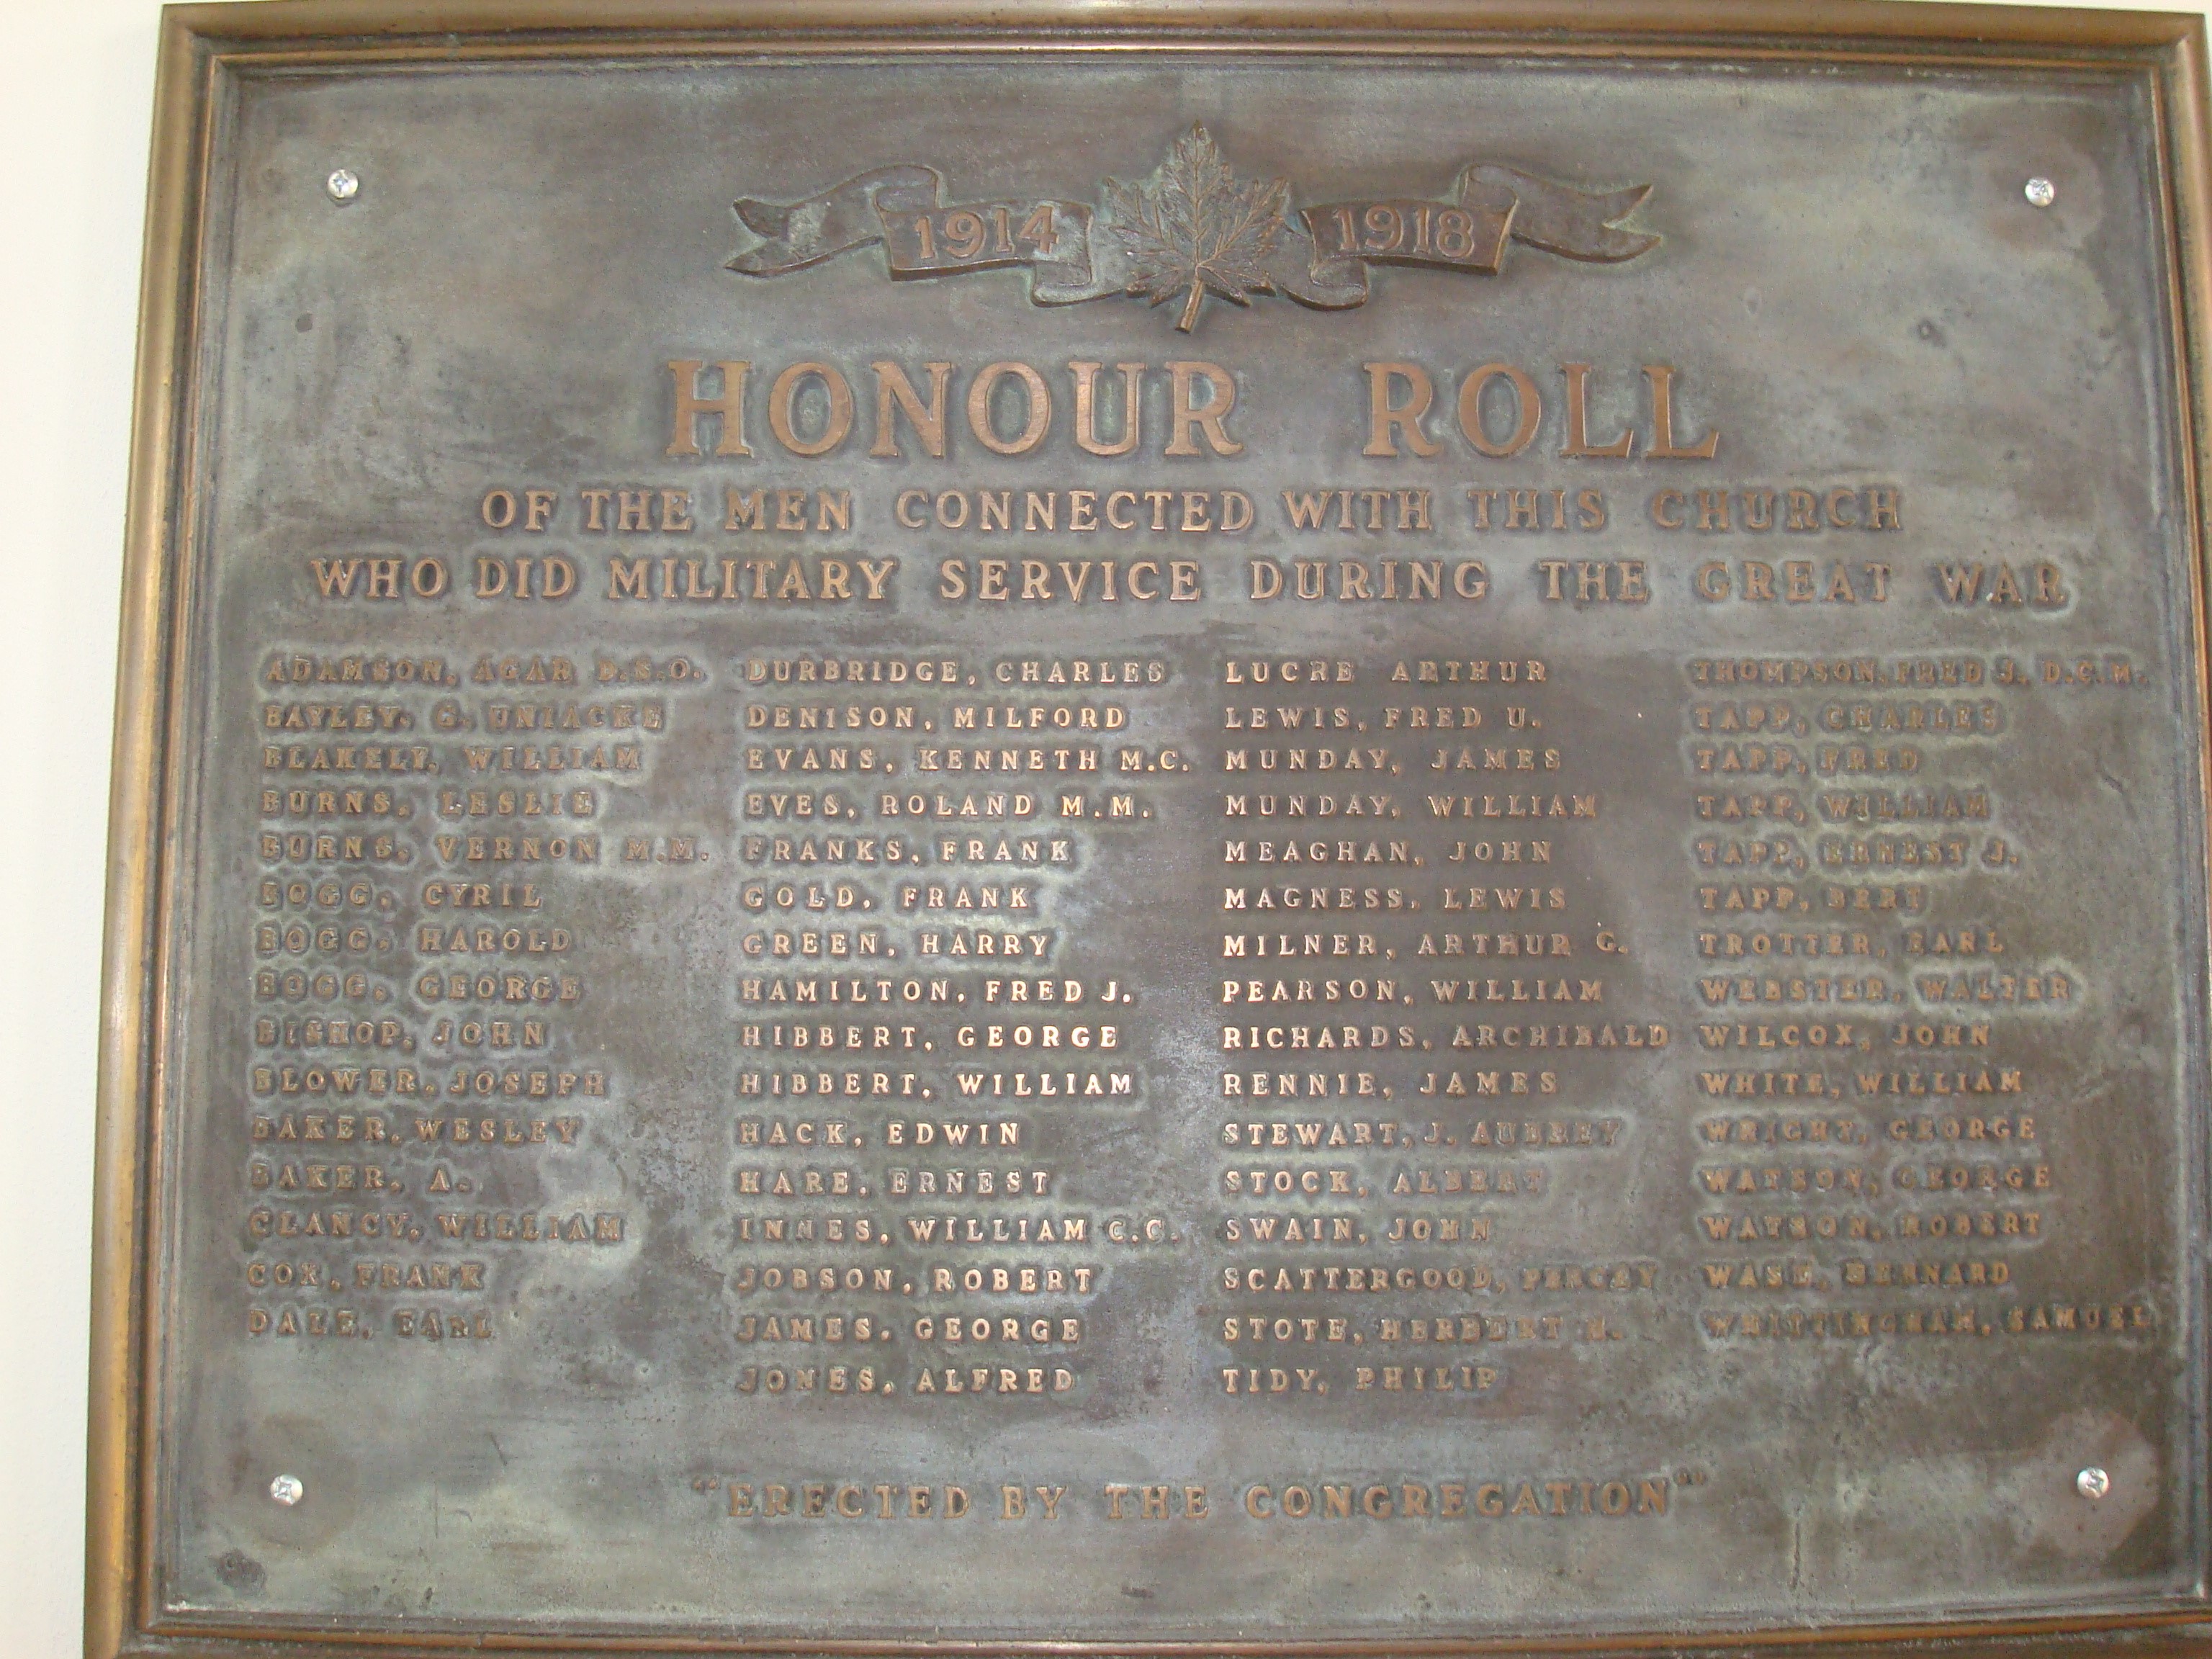 1914 1918
HONOUR ROLL
OF THE MEN CONNECTED WITH THIS CHURCH
WHO DID MILITARY SERVICE DURING THE GREAT WAR
ADAMSON, AGAR D.S.O.
BAYLEY, G. UNIACKE
BLAKELY, WILLIAM
BURNS, LESLIE
BURNS, VERNON M.M.
BOGG, CYRIL
BOGG, HAROLD
BOGG, GEORGE
BISHOP, JOHN
BLOWER, JOSEPH
BAKER, WESLEY
BAKER, A.
CLANCY, WILLIAM
COX, FRANK
DALE, EARL
DURBRIDGE, CHARLES
DENISON, MILFORD
EVANS, KENNETH M.C.
EVES, ROLAND M.M.
FRANKS, FRANK
GOLD, FRANK
GREEN, HARRY
HAMILTON, FRED J.
HIBBERT, GEORGE
HIBBERT, WILLIAM
HACK, EDWIN
HARE, ERNEST
INNES, WILLIAM C.C.
JOBSON, ROBERT
JAMES, GEORGE
JONES, ALFRED
LUCRE ARTHUR
LEWIS, FRED U.
MUNDAY, JAMES
MUNDAY, WILLIAM
MEAGHAN, JOHN
MAGNESS, LEWIS
MILNER, ARTHUR G.
PEARSON, WILLIAM
RICHARDS, ARCHIBALD
RENNIE, JAMES
STEWART, J. AUBREY
STOCK, ALBERT
SWAIN, JOHN
SCATTERGOOD,
STOTE, HERBERT
TIDY, PHILIP
THOMPSON, FRED J. D.C.M.
TAPP, CHARLES
TAPP, FRED
TAPP, WILLIAM
TAPP, ERNEST J.
TAPP, BERT
TROTTER, EARL
WEBSTER, WALTER
WILCOX, JOHN
WHITE, WILLIAM
WRIGHT, GEORGE
WATSON, GEORGE
WATSON, ROBERT
WASE, BERNARD
WHITTINGHAM, SAMUEL
"ERECTED BY THE CONGREGATION"